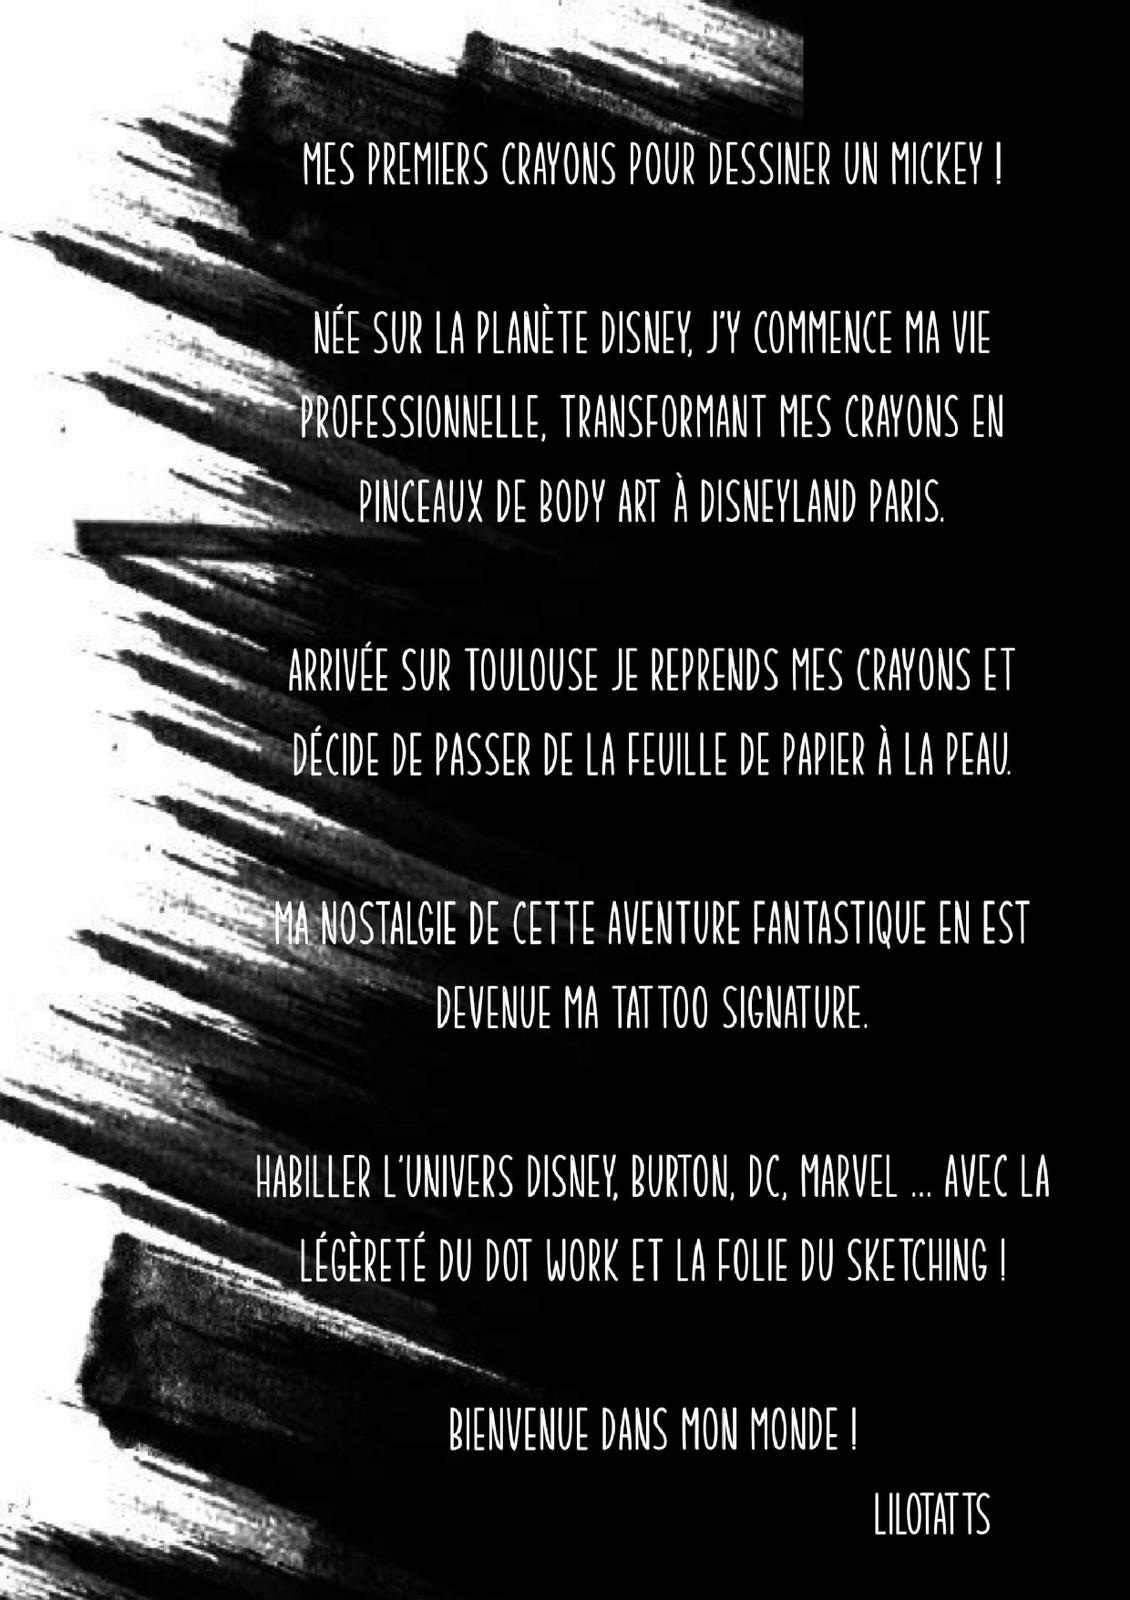 MES PREMIERS CRAYONS POUR DESSINER UN MICKEY !
NÉE SUR LA PLANÈTE DISNEY, J'Y COMMENCE MA VIE
PROFESSIONNELLE, TRANSFORMANT MES CRAYONS EN
PINCEAUX DE BODY ART À DISNEYLAND PARIS.
ARRIVÉE SUR TOULOUSE JE REPRENDS MES CRAYONS ET
DÉCIDE DE PASSER DE LA FEUILLE DE PAPIER À LA PEAU.
MA NOSTALGIE DE CETTE AVENTURE FANTASTIQUE EN EST
DEVENUE MA TATTOO SIGNATURE.
HABILLER L'UNIVERS DISNEY, BURTON, DC, MARVEL ... AVEC LA
LÉGÈRETÉ DU DOT WORK ET LA FOLIE DU SKETCHING !
BIENVENUE DANS MON MONDE !
LILOTATTS